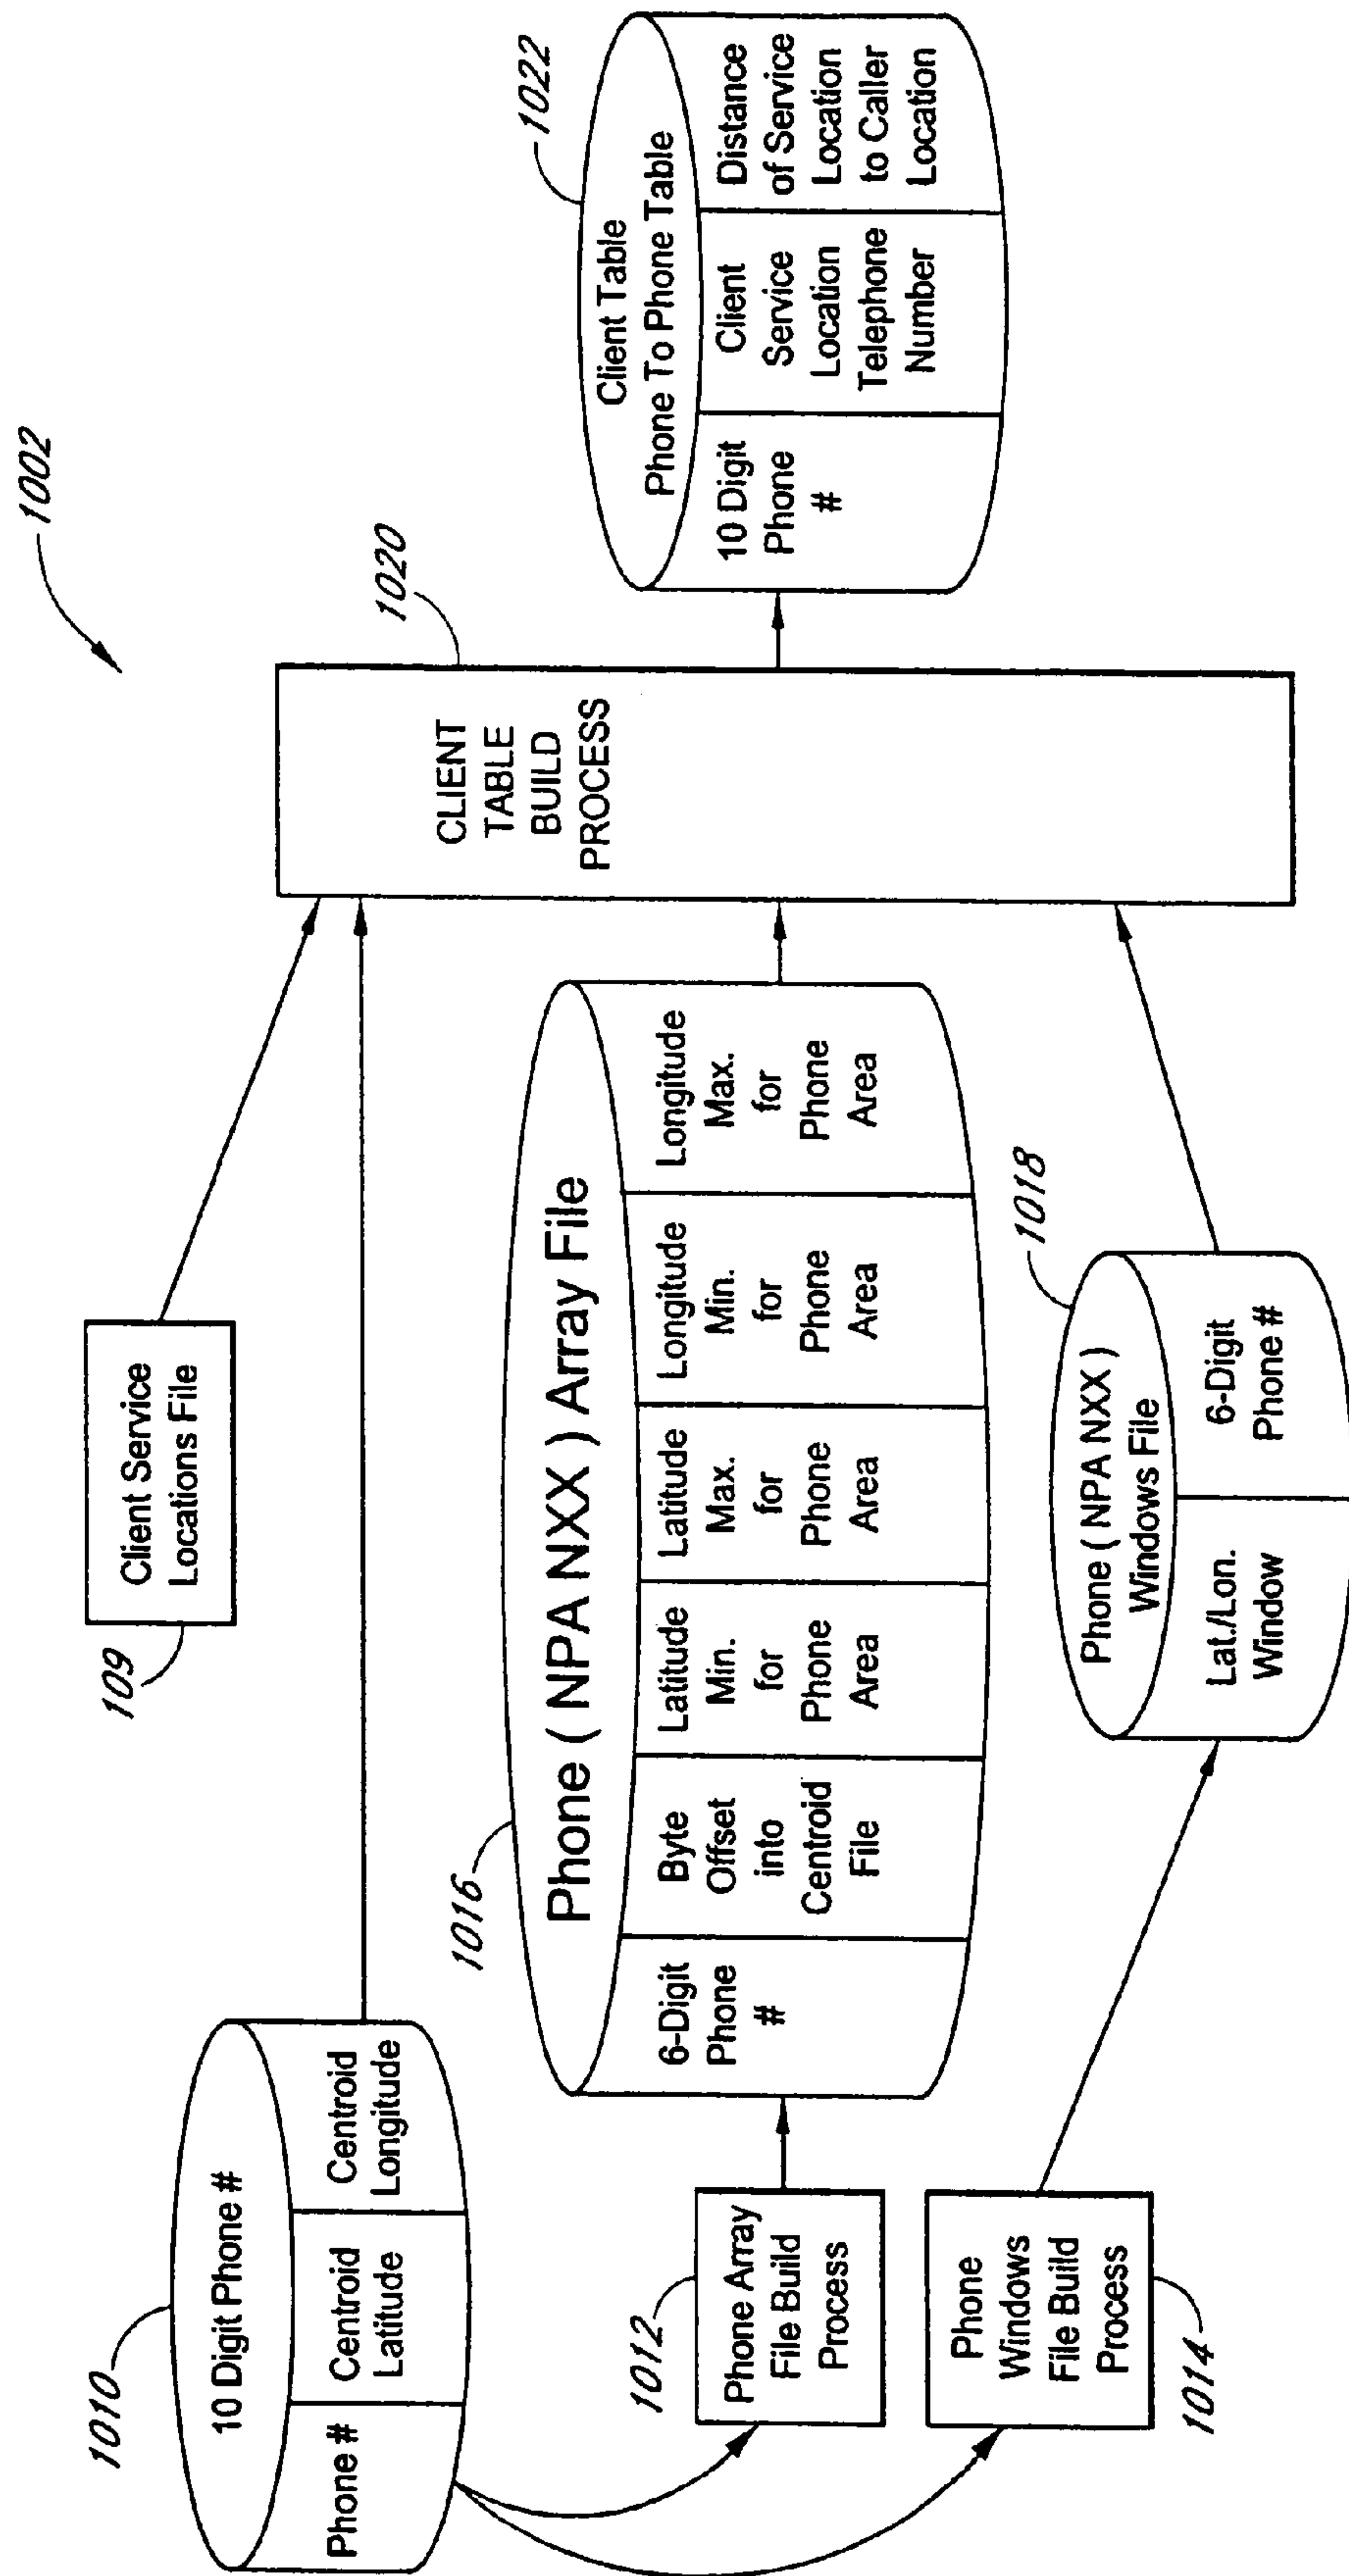 1002
1010
10 Digit Phone #
Phone #
Centroid
Latitude
Centroid
Longitude
109
Client Service
Locations File
1012
Phone Array
File Build
Process
1014
Phone
Windows
File Build
Process
1016
Phone ( NPA NXX ) Array File
6-Digit
Phone
#
Byte
Offset
into
Centroid
File
Latitude
Min.
for
Phone
Area
Latitude
Max.
for
Phone
Area
Longitude
Min.
for
Phone
Area
Longitude
Max.
for
Phone
Area
1018
Phone ( NPA NXX )
Windows File
Lat./Lon.
Window
6-Digit
Phone #
1020
CLIENT
TABLE
BUILD
PROCESS
1022
Client Table
Phone To Phone Table
10 Digit
Phone
#
Client
Service
Location
Telephone
Number
Distance
of Service
Location
to Caller
Location